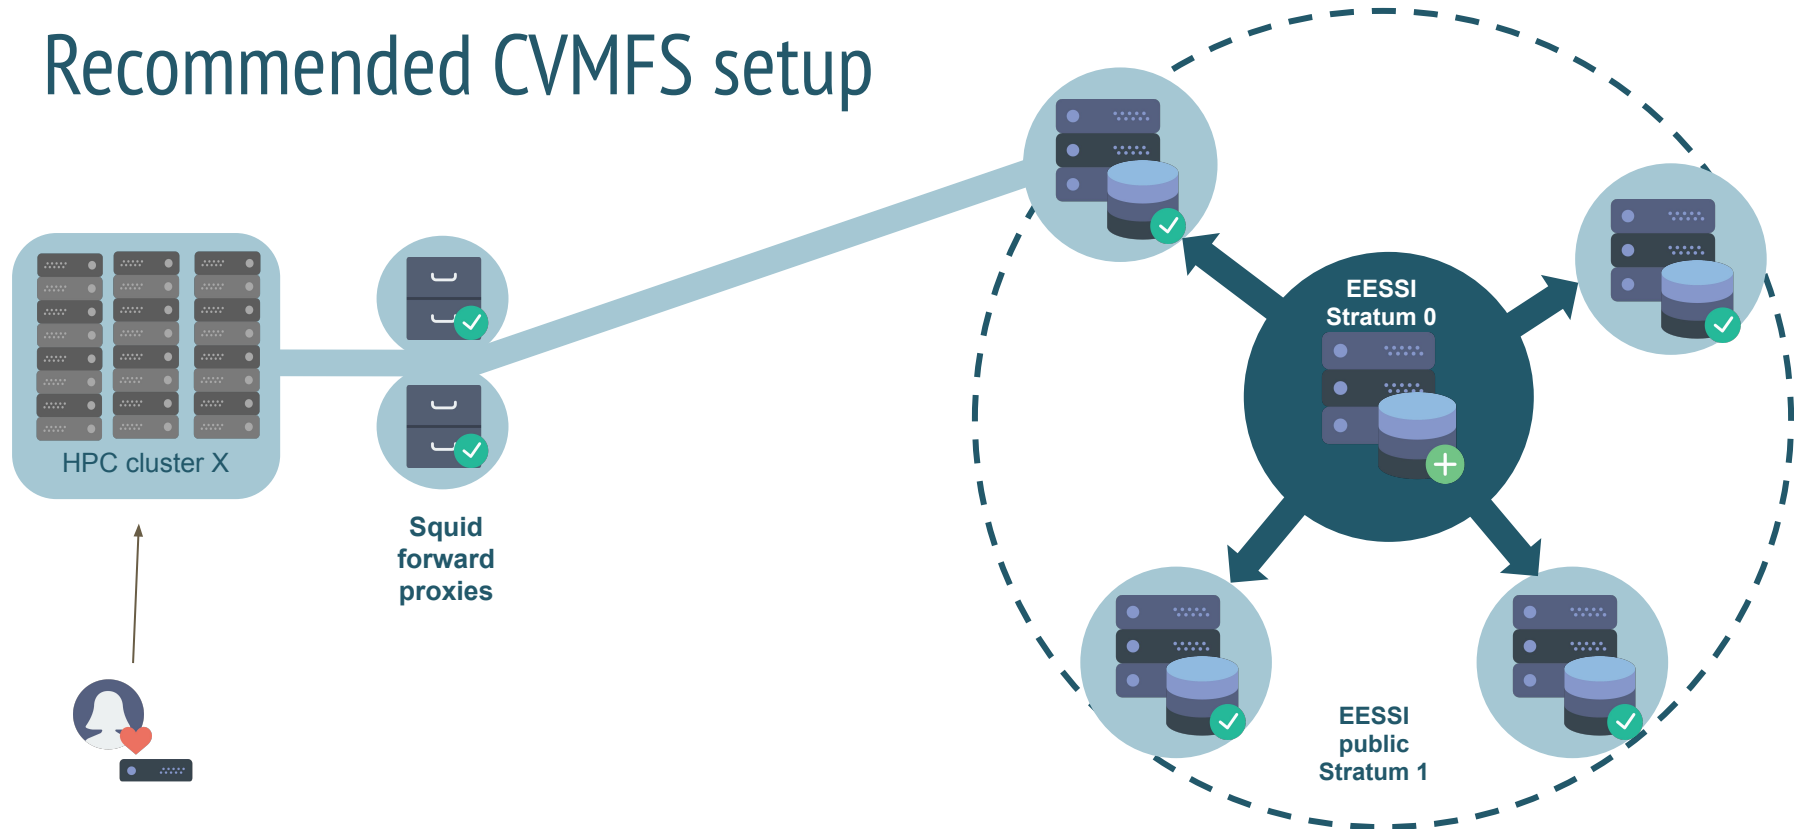 Recommended CVMFS setup
HPC cluster X
Squid
forward
proxies
EESSI
Stratum 0
EESSI
public
Stratum 1